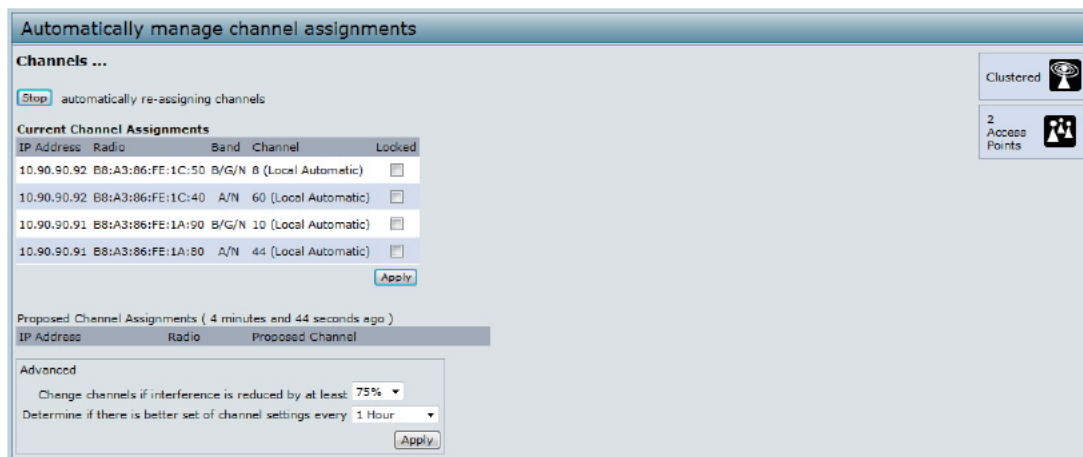 Automatically manage channel assignments
Channels ...
Stop automatically re-assigning channels
Current Channel Assignments
IP Address Radio Band Channel Locked
10.90.90.92 B8:A3:86:FE:1C:50 B/G/N 8 (Local Automatic)
10.90.90.92 B8:A3:86:FE:1C:40 A/N 60 (Local Automatic)
10.90.90.91 B8:A3:86:FE:1A:90 B/G/N 10 (Local Automatic)
10.90.90.91 B8:A3:86:FE:1A:80 A/N 44 (Local Automatic)
Apply
Proposed Channel Assignments ( 4 minutes and 44 seconds ago )
IP Address Radio Proposed Channel
Advanced
Change channels if interference is reduced by at least 75%
Determine if there is better set of channel settings every 1 Hour
Apply
Clustered
2
Access
Points